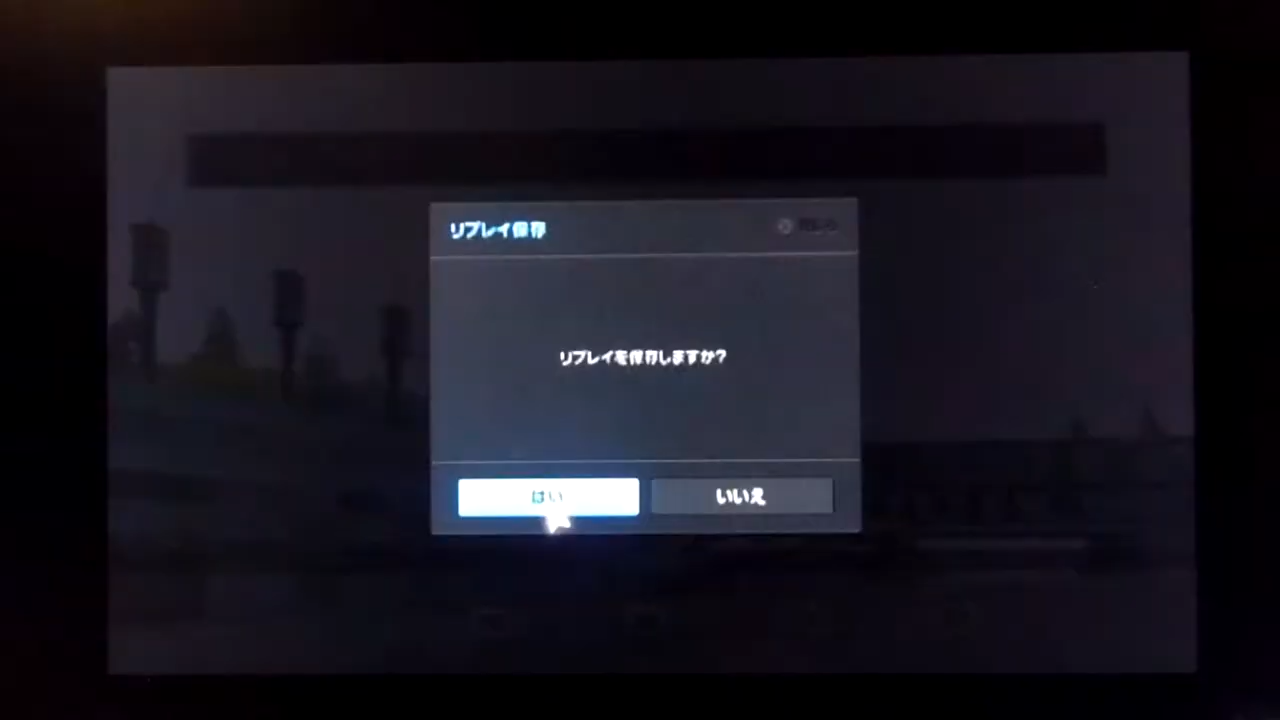 リプレイ保存
リプレイを保存しますか?
はい
いいえ